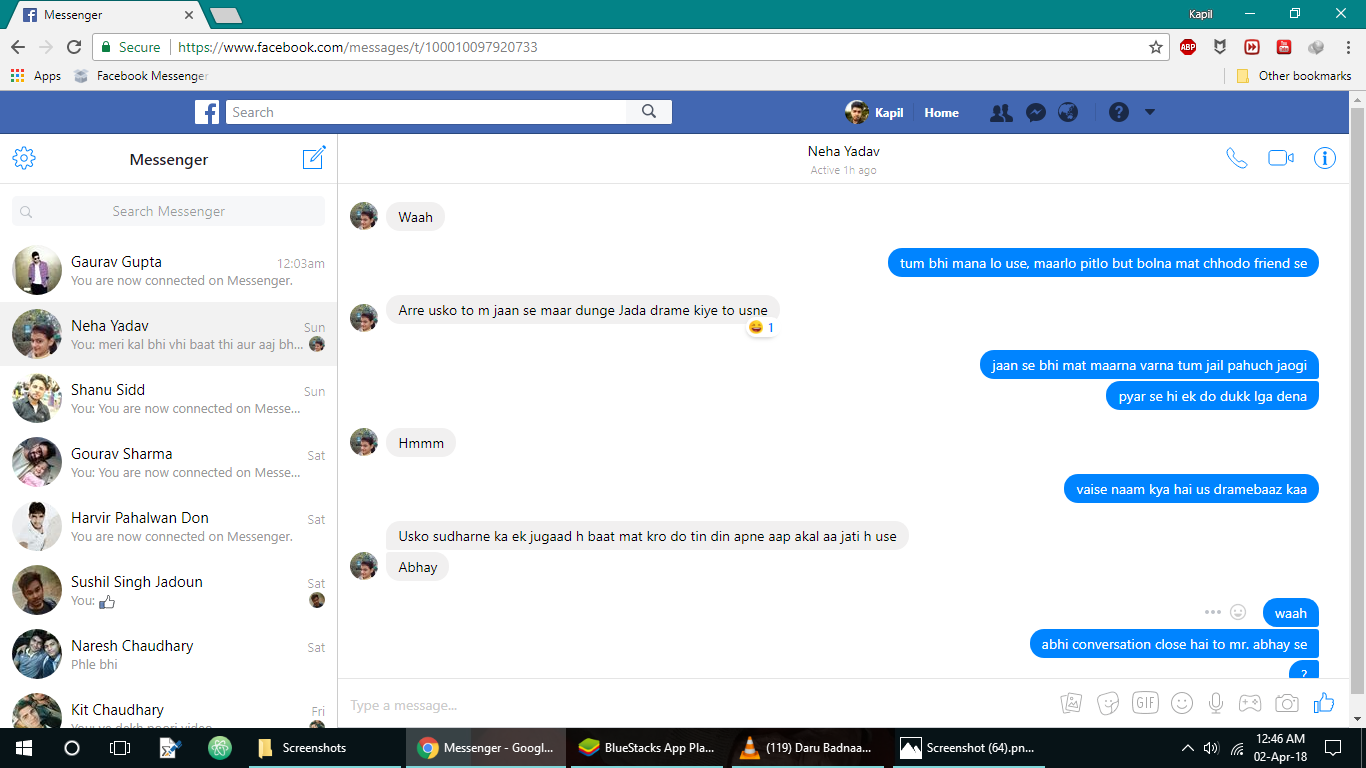 Messenger
Kapil
Secure
https://www.facebook.com/messages/t/100010097920733
ABP
Apps
Facebook Messenger
Other bookmarks
Search
Kapil
Home
Messenger
Neha Yadav
Active 1h ago
Search Messenger
Gaurav Gupta
12:03am
You are now connected on Messenger.
Neha Yadav
Sun
You: meri kal bhi vhi baat thi aur aaj bh...
Shanu Sidd
Sun
You: You are now connected on Messe...
Gourav Sharma
Sat
You: You are now connected on Messe...
Harvir Pahalwan Don
Sat
You are now connected on Messenger.
Sushil Singh Jadoun
Sat
You:
Naresh Chaudhary
Sat
Phle bhi
Kit Chaudhary
Fri
Waah
tum bhi mana lo use, maarlo pitlo but bolna mat chhodo friend se
Arre usko to m jaan se maar dunge Jada drame kiye to usne
1
jaan se bhi mat maarna varna tum jail pahuch jaogi
pyar se hi ek do dukk lga dena
Hmmm
vaise naam kya hai us dramebaaz kaa
Usko sudharne ka ek jugaad h baat mat kro do tin din apne aap akal aa jati h use
Abhay
waah
abhi conversation close hai to mr. abhay se
?
Type a message...
GIF
Screenshots
Messenger - Googl...
BlueStacks App Pla...
(119) Daru Badnaa...
Screenshot (64).pn...
12:46 AM
02-Apr-18